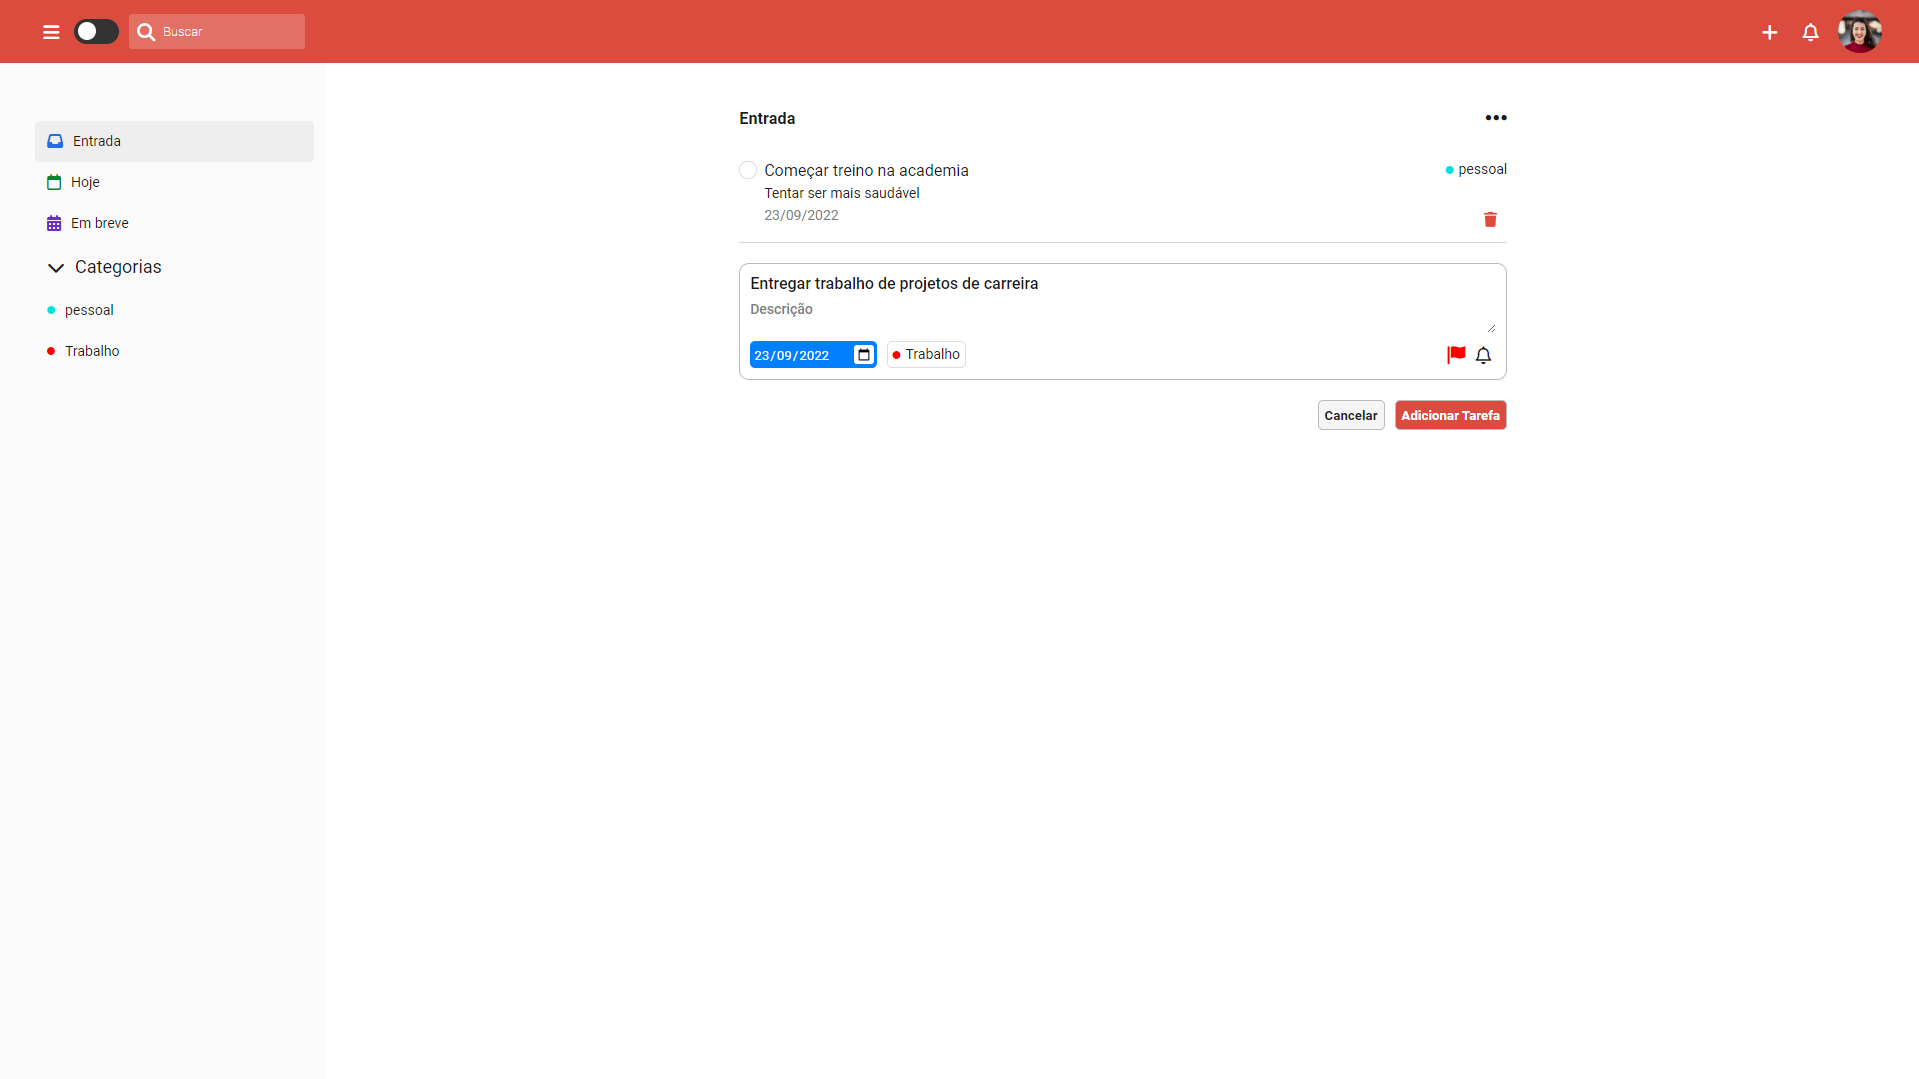 Buscar
Entrada
Hoje
Em breve
Categorias
pessoal
Trabalho
Entrada
Começar treino na academia
pessoal
Tentar ser mais saudável
23/09/2022
Entregar trabalho de projetos de carreira
Descrição
23/09/2022
Trabalho
Cancelar
Adicionar Tarefa